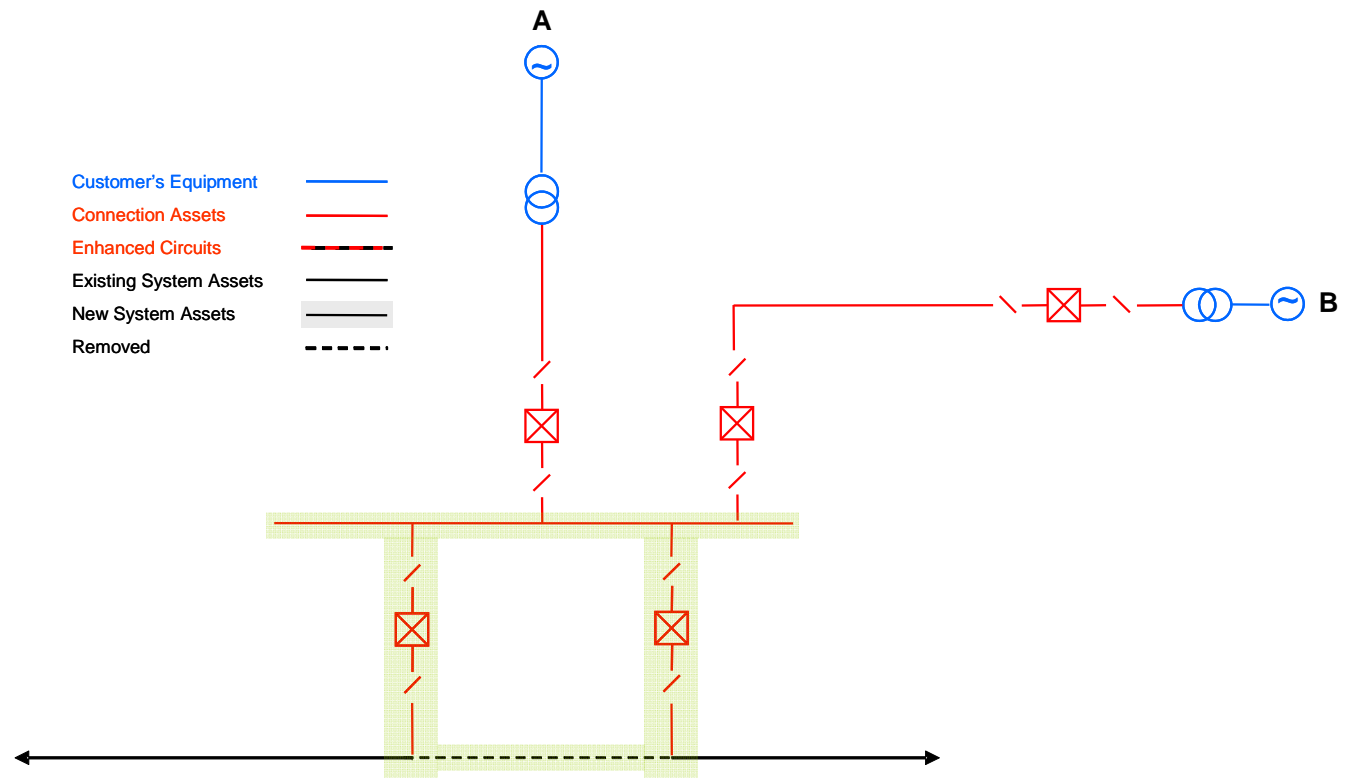 A
Customer's Equipment
Connection Assets
Enhanced Circuits
Existing System Assets
New System Assets
Removed
~
~
B